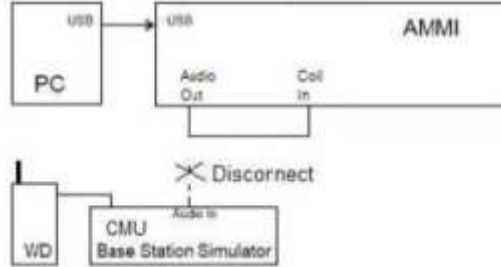 USB
USB
AMMI
PC
Audio
Out
Coil
In
Disconnect
Audio In
CMU
WD
Base Station Simulator